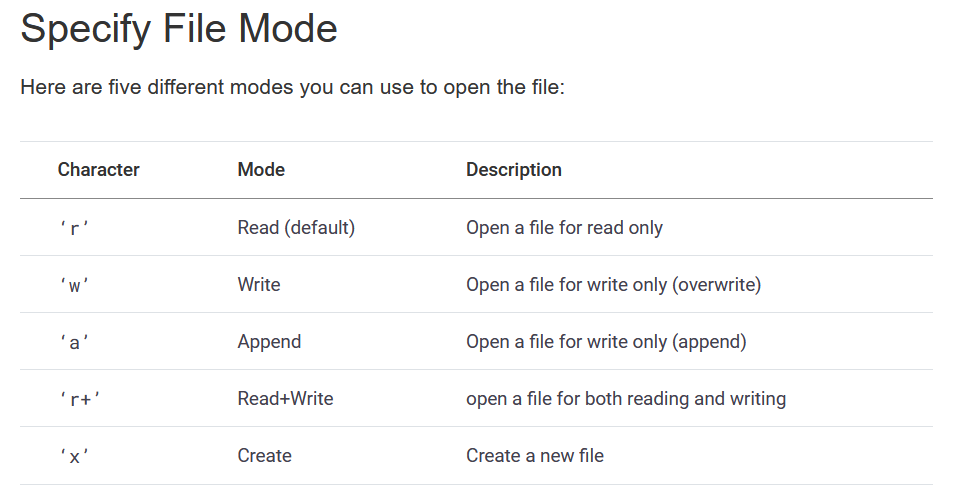 Specify File Mode
Here are five different modes you can use to open the file:
Character Mode Description
‘r’ Read (default) Open a file for read only
‘w’ Write Open a file for write only (overwrite)
‘a’ Append Open a file for write only (append)
‘r+’ Read+Write open a file for both reading and writing
‘x’ Create Create a new file